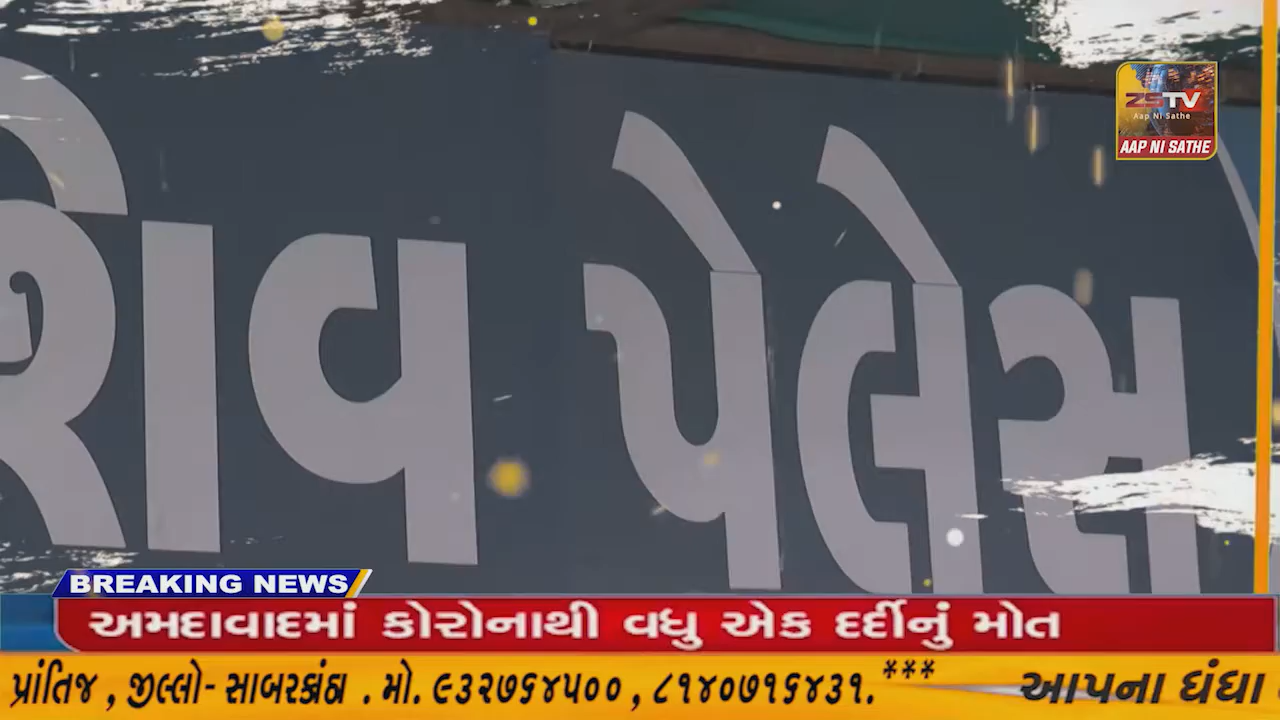 શિવ પેલેસ
ZSTV
Aap Ni Sathe
AAP NI SATHE
BREAKING NEWS
અમદાવાદમાં કોરોનાથી વધુ એક દર્દીનું મોત
પ્રાંતિજ , જીલ્લો- સાબરકાંઠા . મો. ૯૩૨૭૬૪૫૦૦ , ૮૧૪૦૭૧૬૪૩૧.*** આપના ધંધા